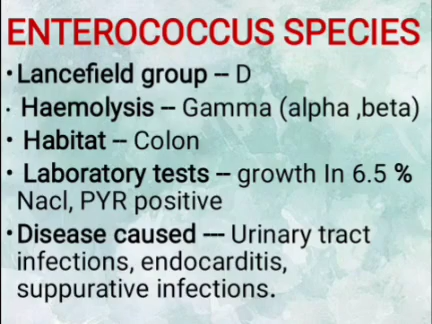 ENTEROCOCCUS SPECIES
• Lancefield group -- D
• Haemolysis -- Gamma (alpha ,beta)
• Habitat -- Colon
• Laboratory tests -- growth In 6.5 %
Nacl, PYR positive
• Disease caused --- Urinary tract
infections, endocarditis,
suppurative infections.